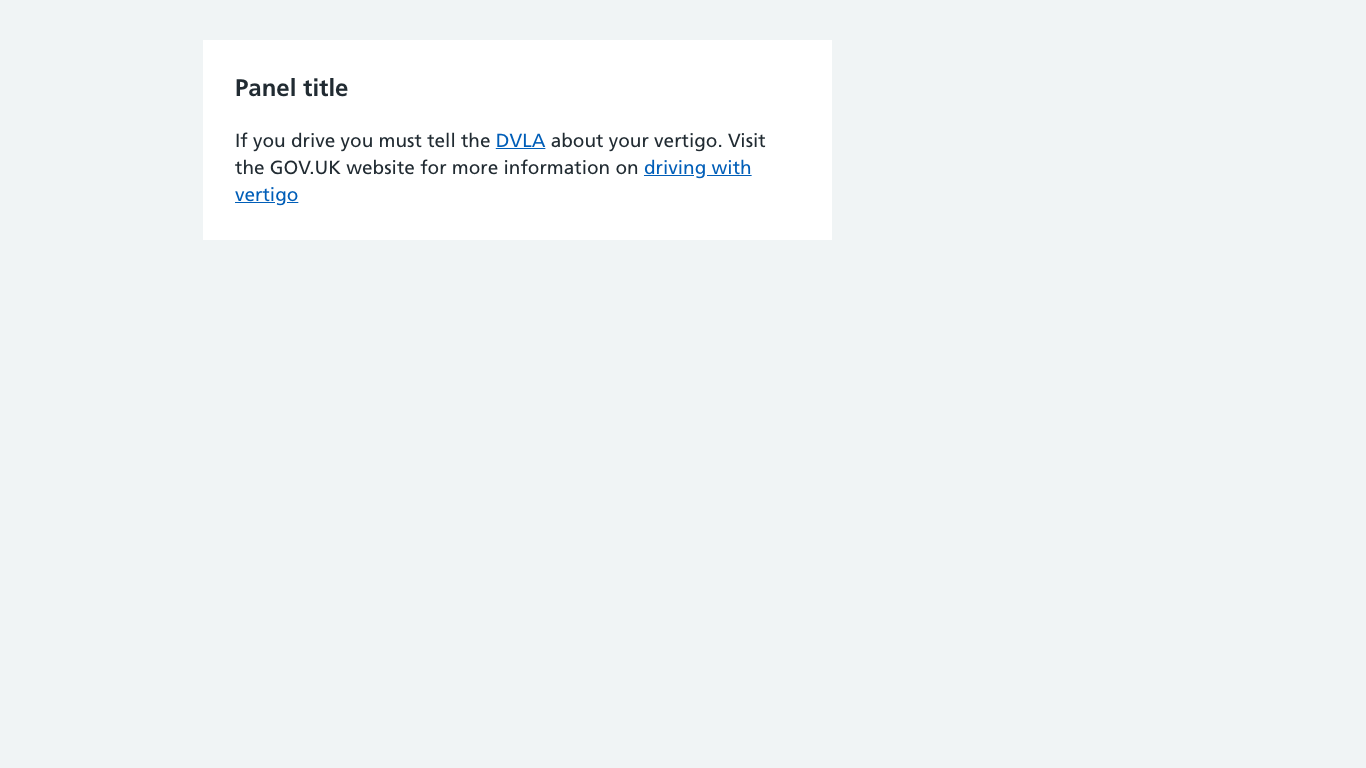 Panel title
If you drive you must tell the DVLA about your vertigo. Visit
the GOV.UK website for more information on driving with
vertigo